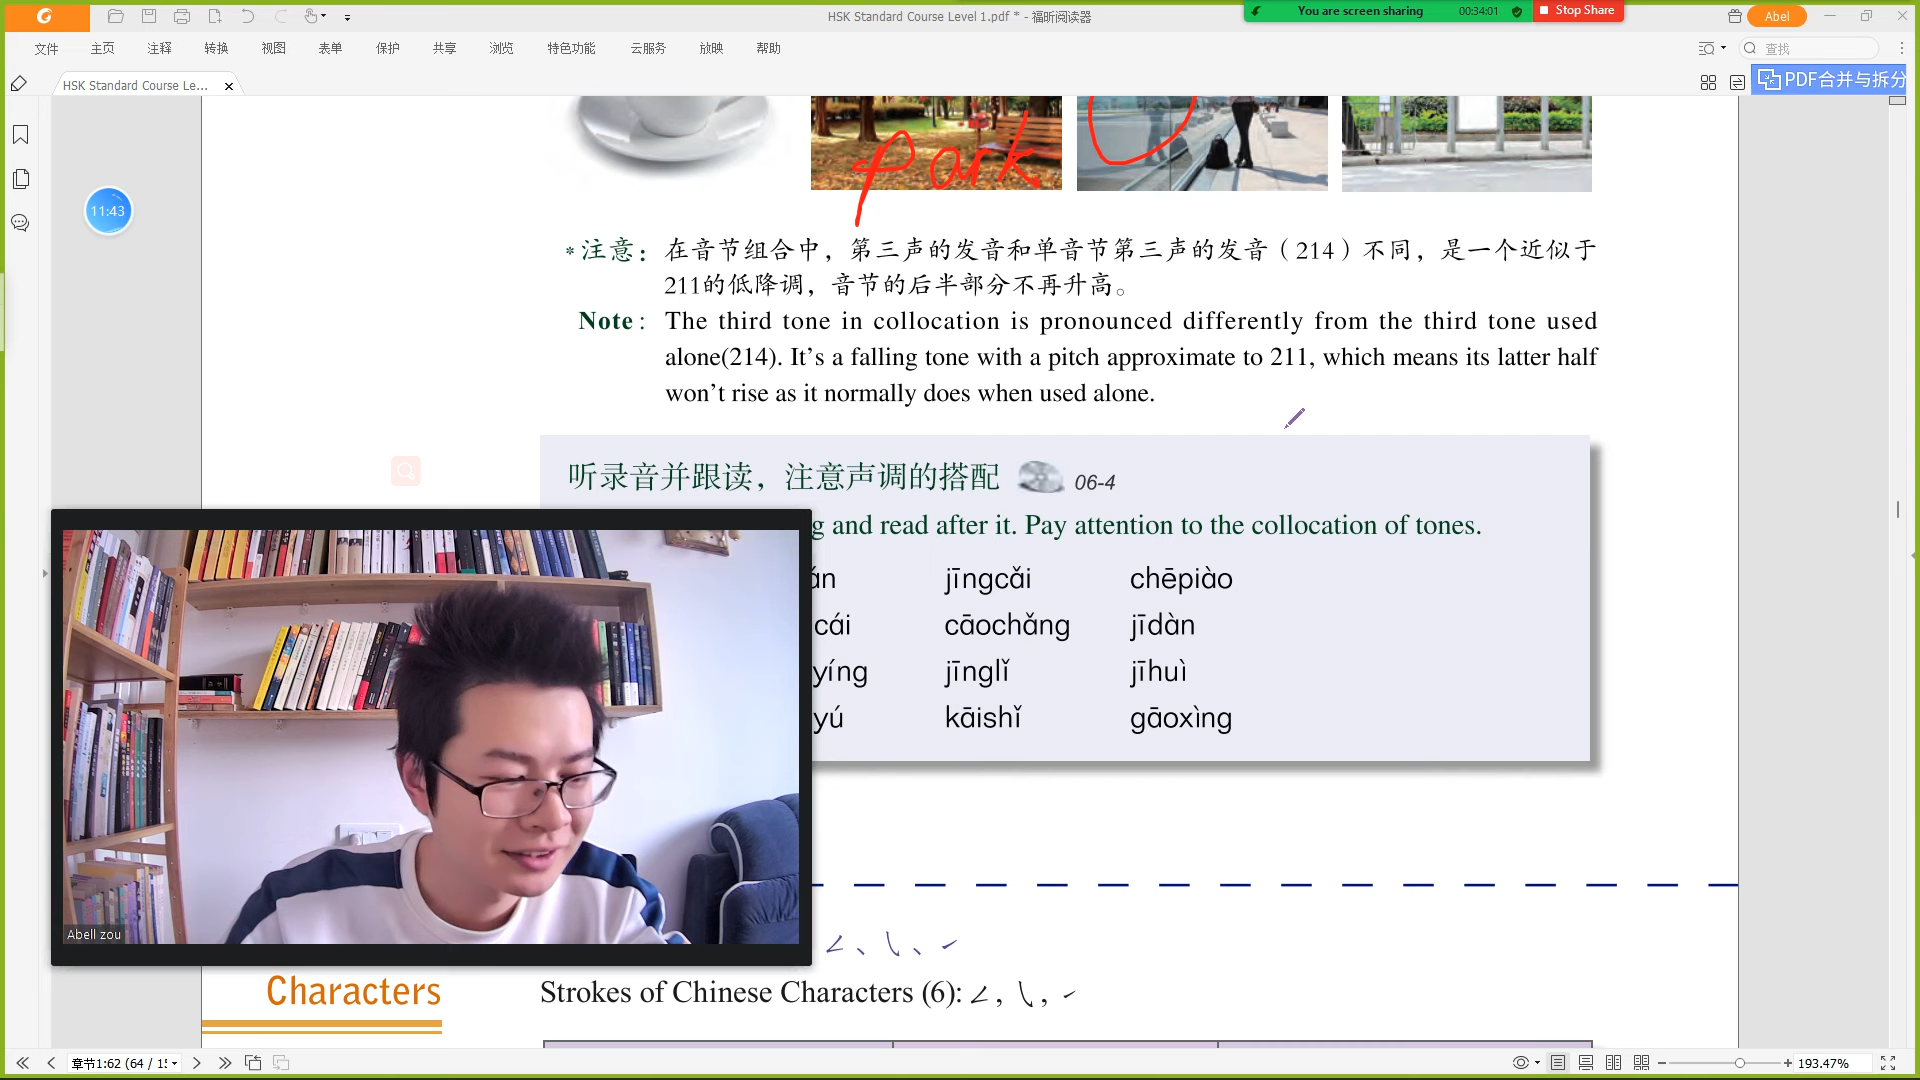 HSK Standard Course Level 1.pdf * - 福昕阅读器
You are screen sharing
00:34:01
Stop Share
Abel
文件 主页 注释 转换 视图 表单 保护 共享 浏览 特色功能 云服务 放映 帮助
查找
HSK Standard Course Le...
PDF合并与拆分
11:43
Park
*注意：在音节组合中，第三声的发音和单音节第三声的发音（214）不同，是一个近似于
211的低降调，音节的后半部分不再升高。
Note: The third tone in collocation is pronounced differently from the third tone used
alone(214). It's a falling tone with a pitch approximate to 211, which means its latter half
won't rise as it normally does when used alone.
听录音并跟读，注意声调的搭配 06-4
g and read after it. Pay attention to the collocation of tones.
án jīngcǎi chēpiào
cái cāochǎng jīdàn
yíng jīnglǐ jīhuì
yú kāishǐ gāoxìng
Abell zou
Characters
Strokes of Chinese Characters (6):
章节1:62 (64 / 15
193.47%